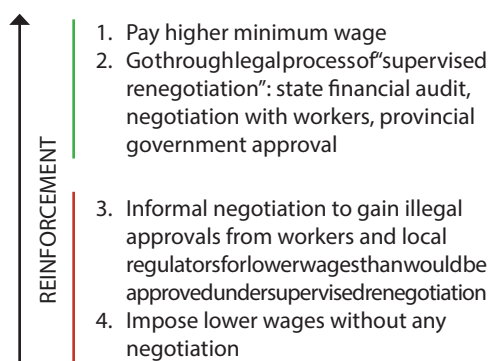 REINFORCEMENT
1. Pay higher minimum wage
2. Gothroughlegalprocessof“supervised
renegotiation”: state financial audit,
negotiation with workers, provincial
government approval
3. Informal negotiation to gain illegal
approvals from workers and local
regulatorsforlowerwagesthanwouldbe
approvedundersupervisedrenegotiation
4. Impose lower wages without any
negotiation